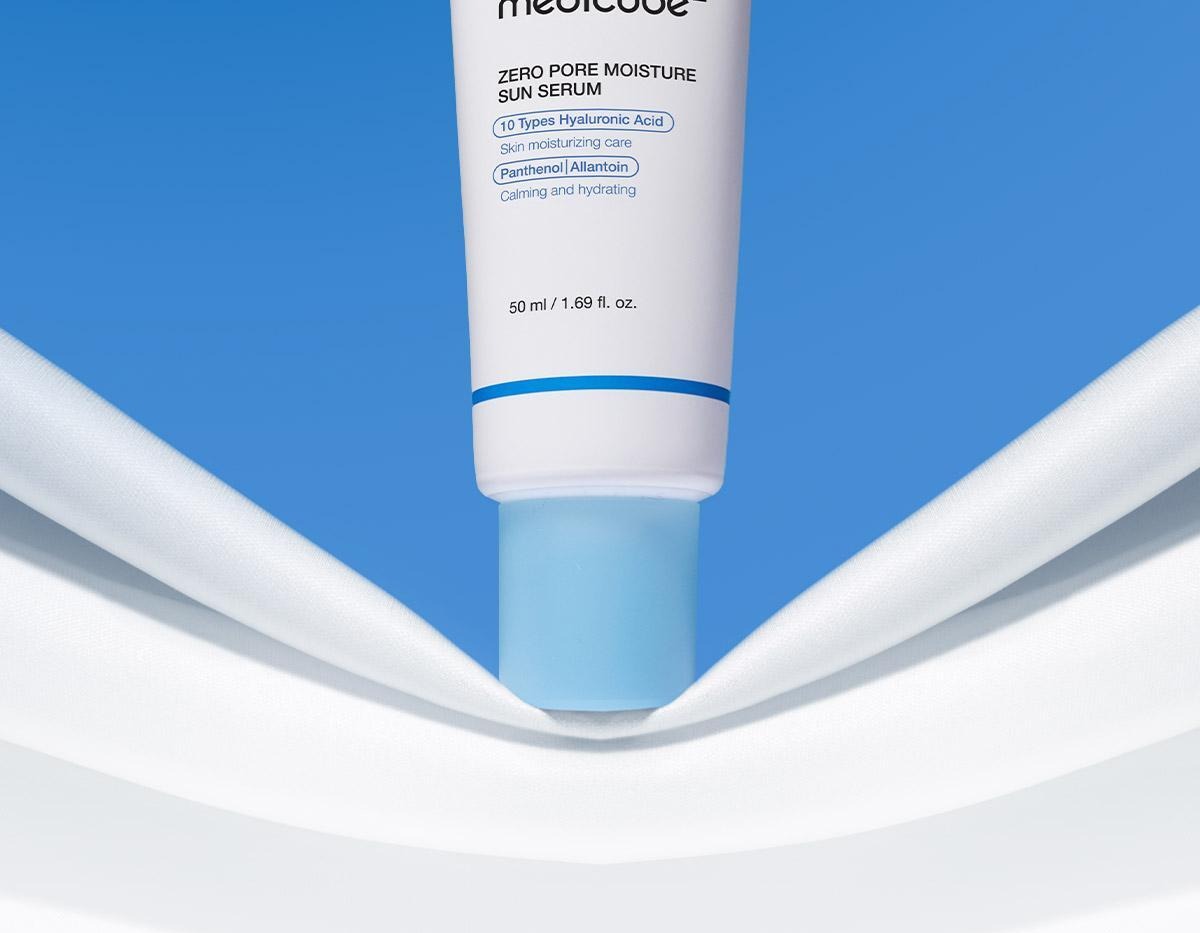 medicube
ZERO PORE MOISTURE
SUN SERUM
10 Types Hyaluronic Acid
Skin moisturizing care
Panthenol|Allantoin
Calming and hydrating
50 ml / 1.69 fl. oz.